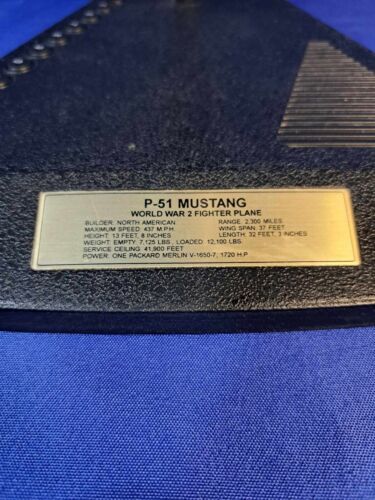 P-51 MUSTANG
WORLD WAR 2 FIGHTER PLANE
BUILDER: NORTH AMERICAN RANGE: 2,300 MILES
MAXIMUM SPEED: 437 M.P.H. WING SPAN: 37 FEET
HEIGHT: 13 FEET, 8 INCHES LENGTH: 32 FEET, 3 INCHES
WEIGHT: EMPTY: 7,125 LBS., LOADED: 12,100 LBS.
SERVICE CEILING: 41,900 FEET
POWER: ONE PACKARD MERLIN V-1650-7, 1720 H.P.